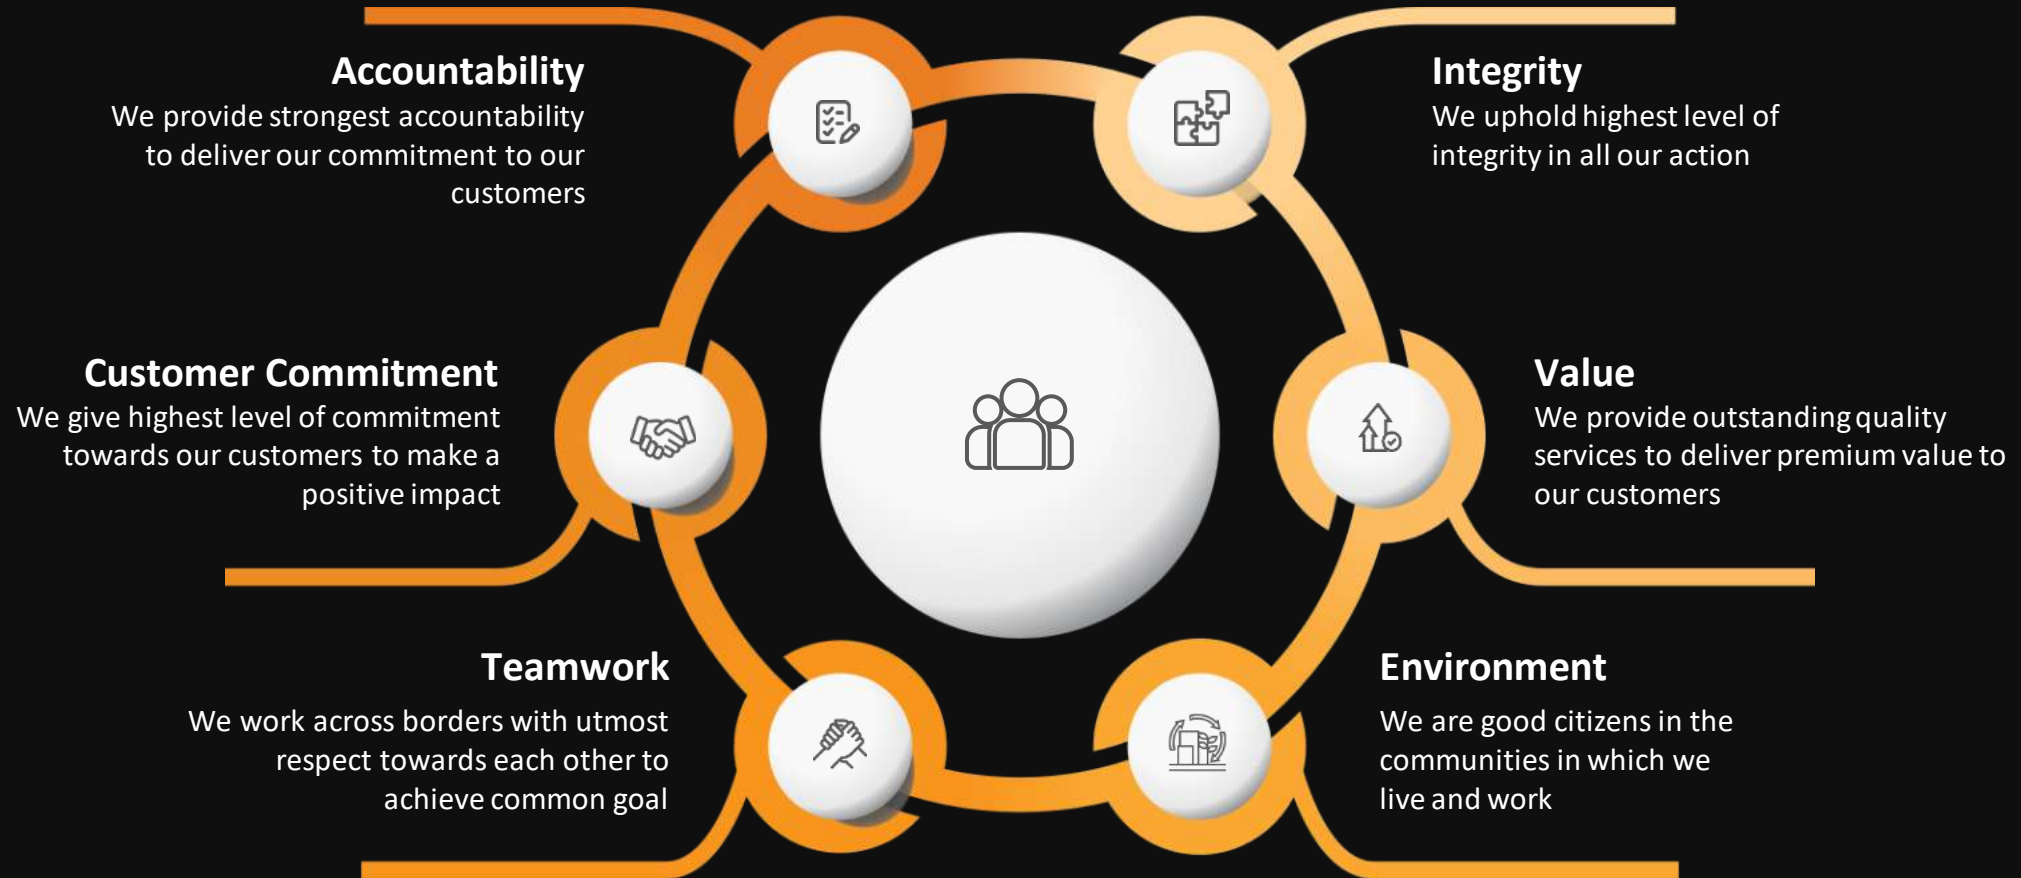 Accountability
We provide strongest accountability
to deliver our commitment to our
customers
Integrity
We uphold highest level of
integrity in all our action
Customer Commitment
We give highest level of commitment
towards our customers to make a
positive impact
Value
We provide outstanding quality
services to deliver premium value to
our customers
Teamwork
We work across borders with utmost
respect towards each other to
achieve common goal
Environment
We are good citizens in the
communities in which we
live and work